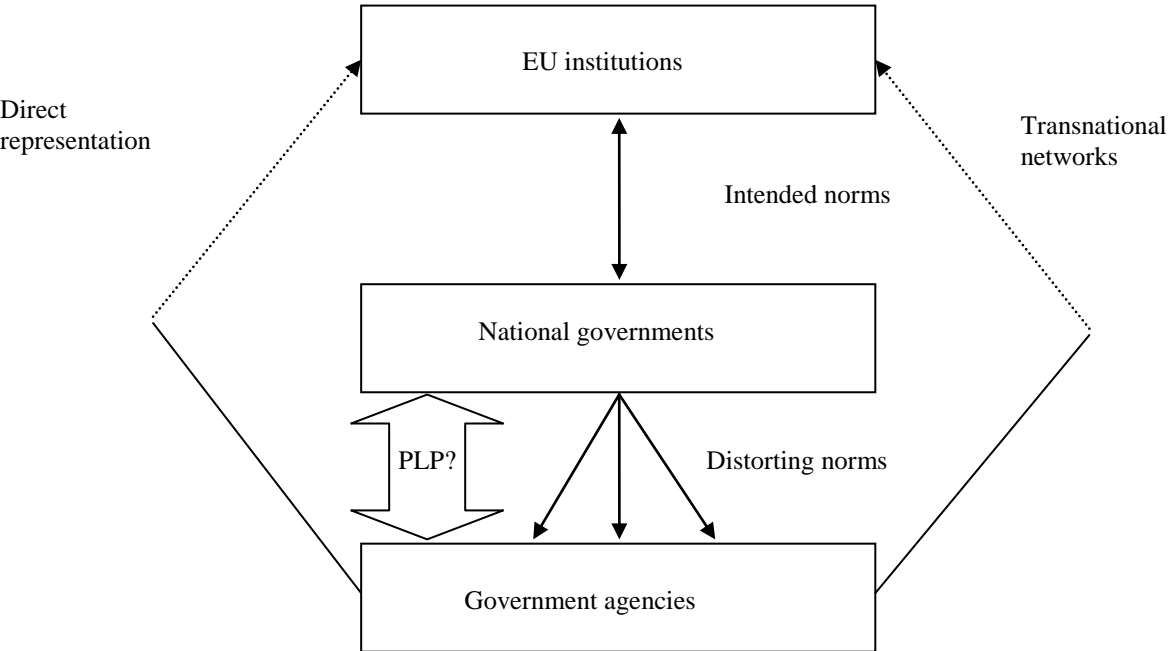 EU institutions
Direct
representation
Transnational
networks
Intended norms
National governments
PLP?
Distorting norms
Government agencies